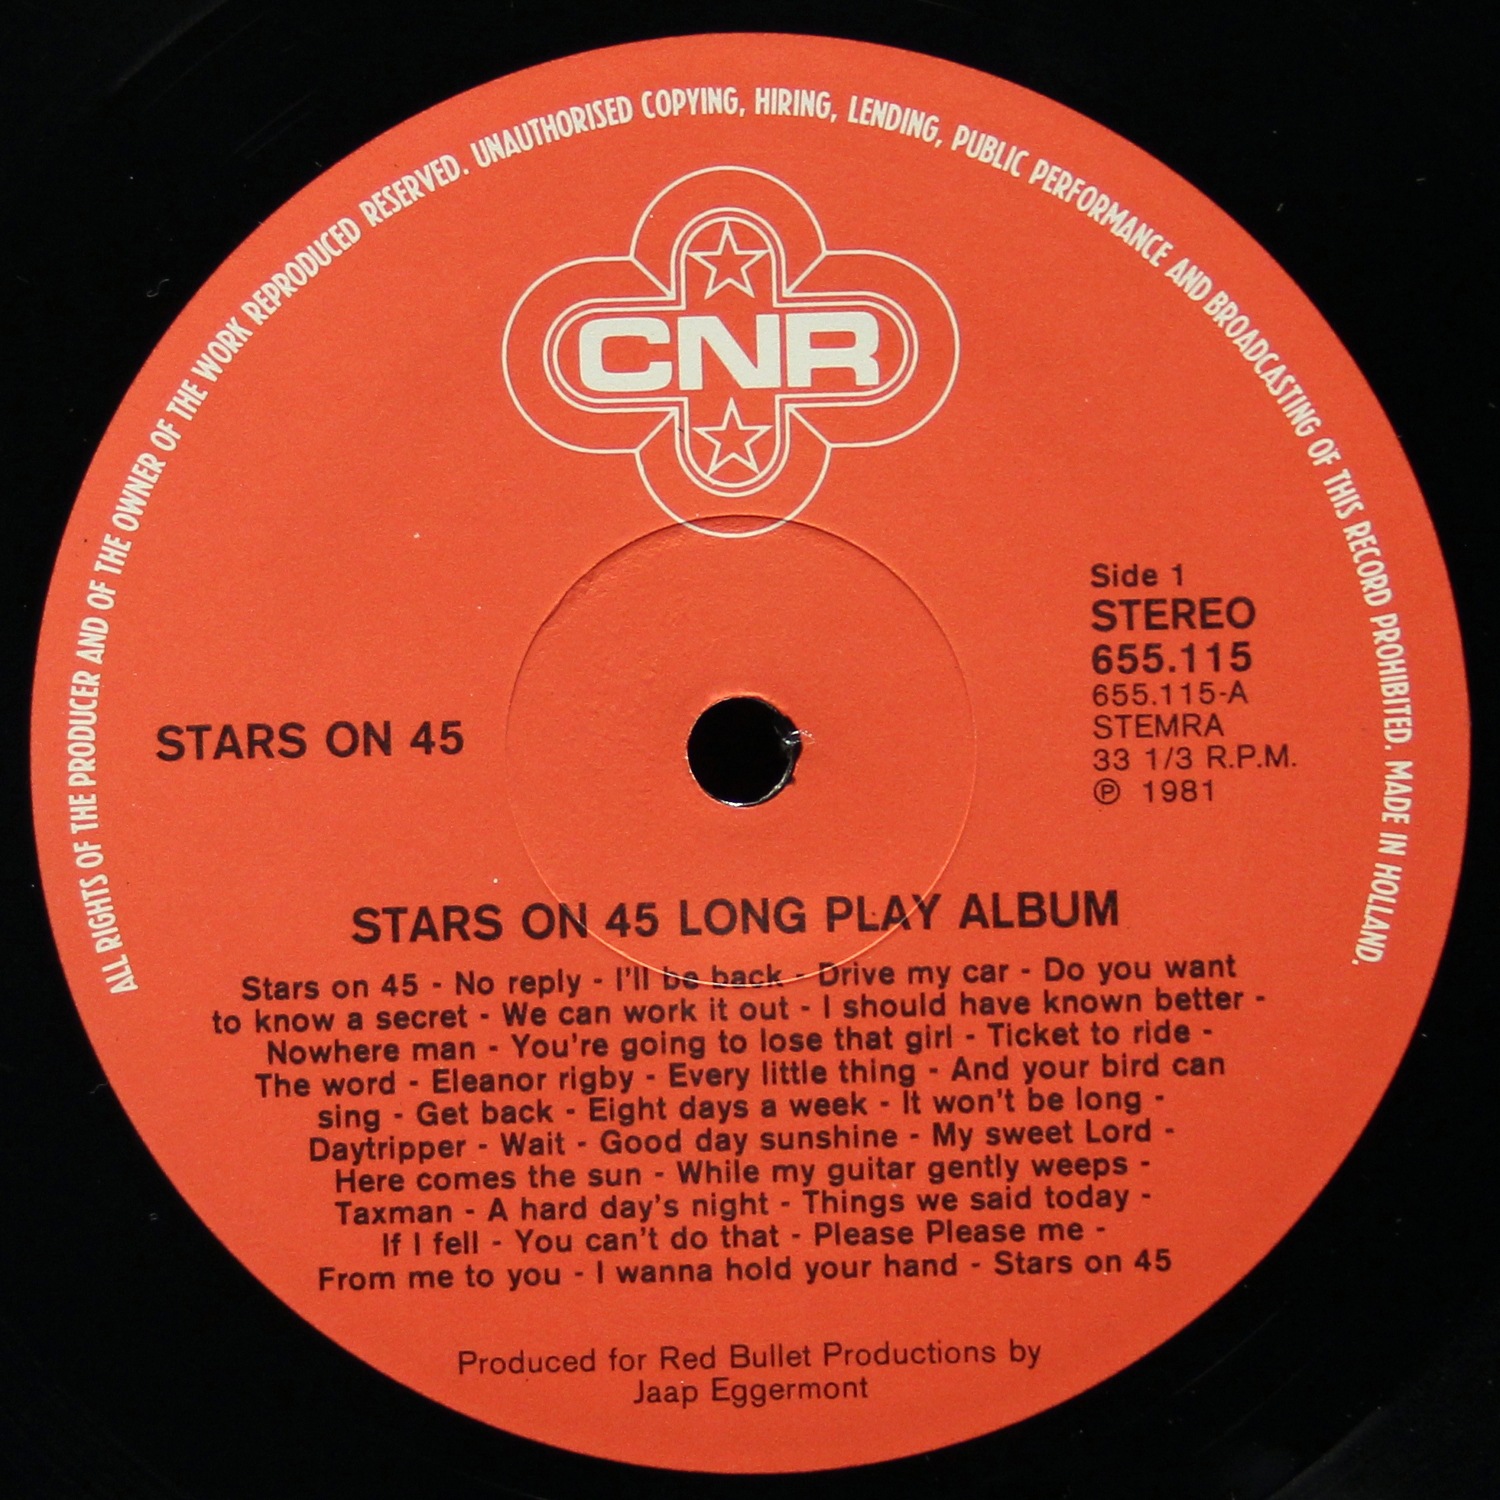 ALL RIGHTS OF THE PRODUCER AND OF THE OWNER OF THE WORK REPRODUCED RESERVED. UNAUTHORISED COPYING, HIRING, LENDING, PUBLIC PERFORMANCE AND BROADCASTING OF THIS RECORD PROHIBITED. MADE IN HOLLAND.
CNR
Side 1
STEREO
655.115
655.115-A
STEMRA
33 1/3 R.P.M.
℗ 1981
STARS ON 45
STARS ON 45 LONG PLAY ALBUM
Stars on 45 - No reply - I'll be back - Drive my car - Do you want
to know a secret - We can work it out - I should have known better -
Nowhere man - You're going to lose that girl - Ticket to ride -
The word - Eleanor rigby - Every little thing - And your bird can
sing - Get back - Eight days a week - It won't be long -
Daytripper - Wait - Good day sunshine - My sweet Lord -
Here comes the sun - While my guitar gently weeps -
Taxman - A hard day's night - Things we said today -
If I fell - You can't do that - Please Please me -
From me to you - I wanna hold your hand - Stars on 45
Produced for Red Bullet Productions by
Jaap Eggermont